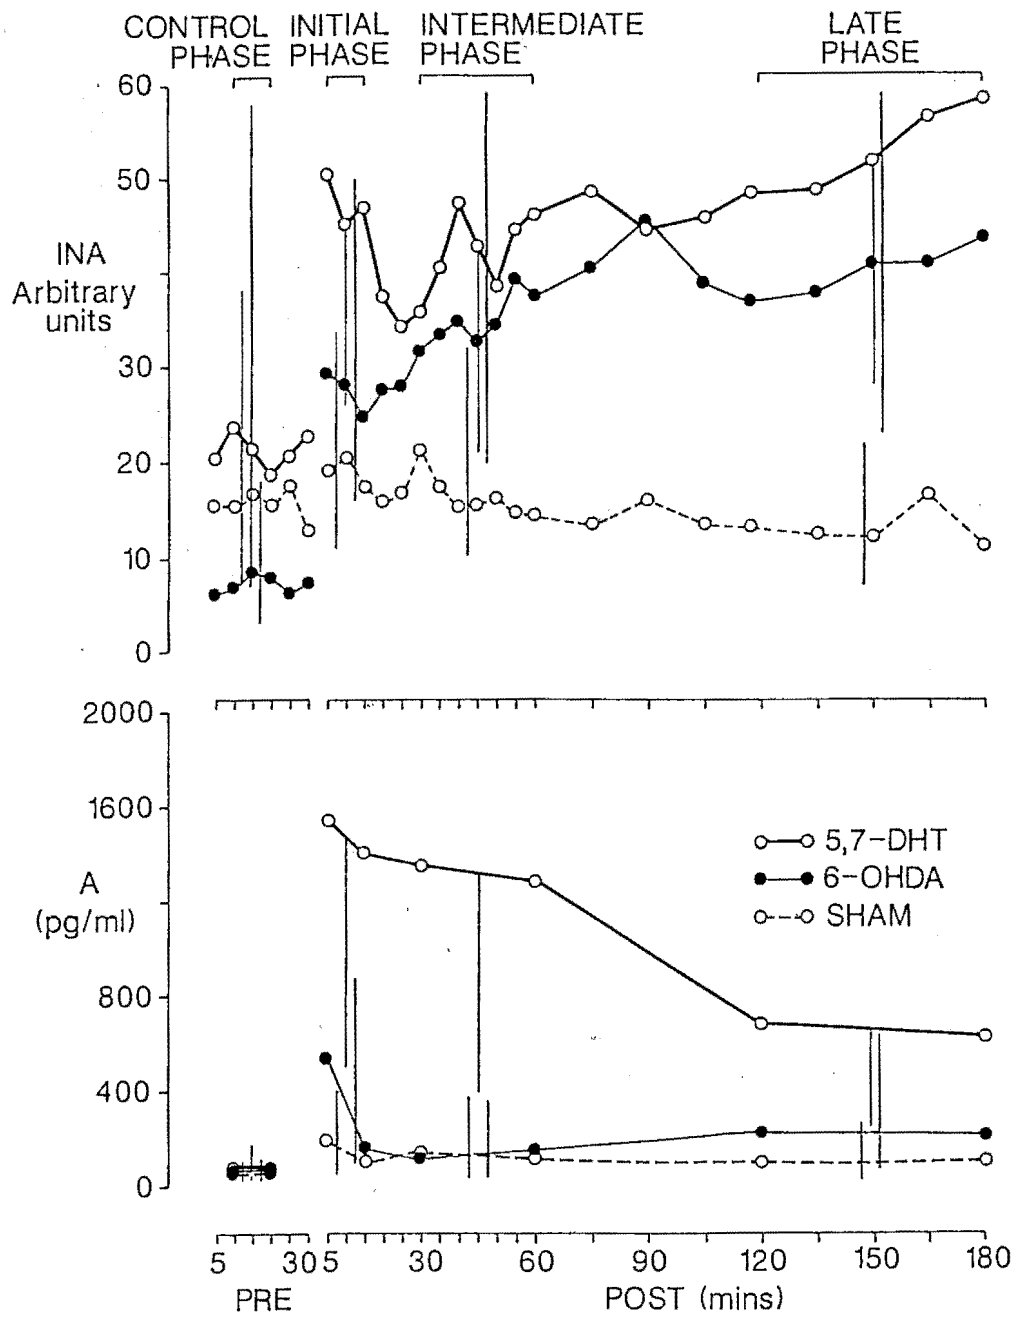 CONTROL PHASE
INITIAL PHASE
INTERMEDIATE PHASE
LATE PHASE
60
50
30
20
10
0
INA
Arbitrary
units
2000
1600
800
400
0
A
(pg/ml)
5,7-DHT
6-OHDA
SHAM
5 30 5 30 60 90 120 150 180
PRE POST (mins)